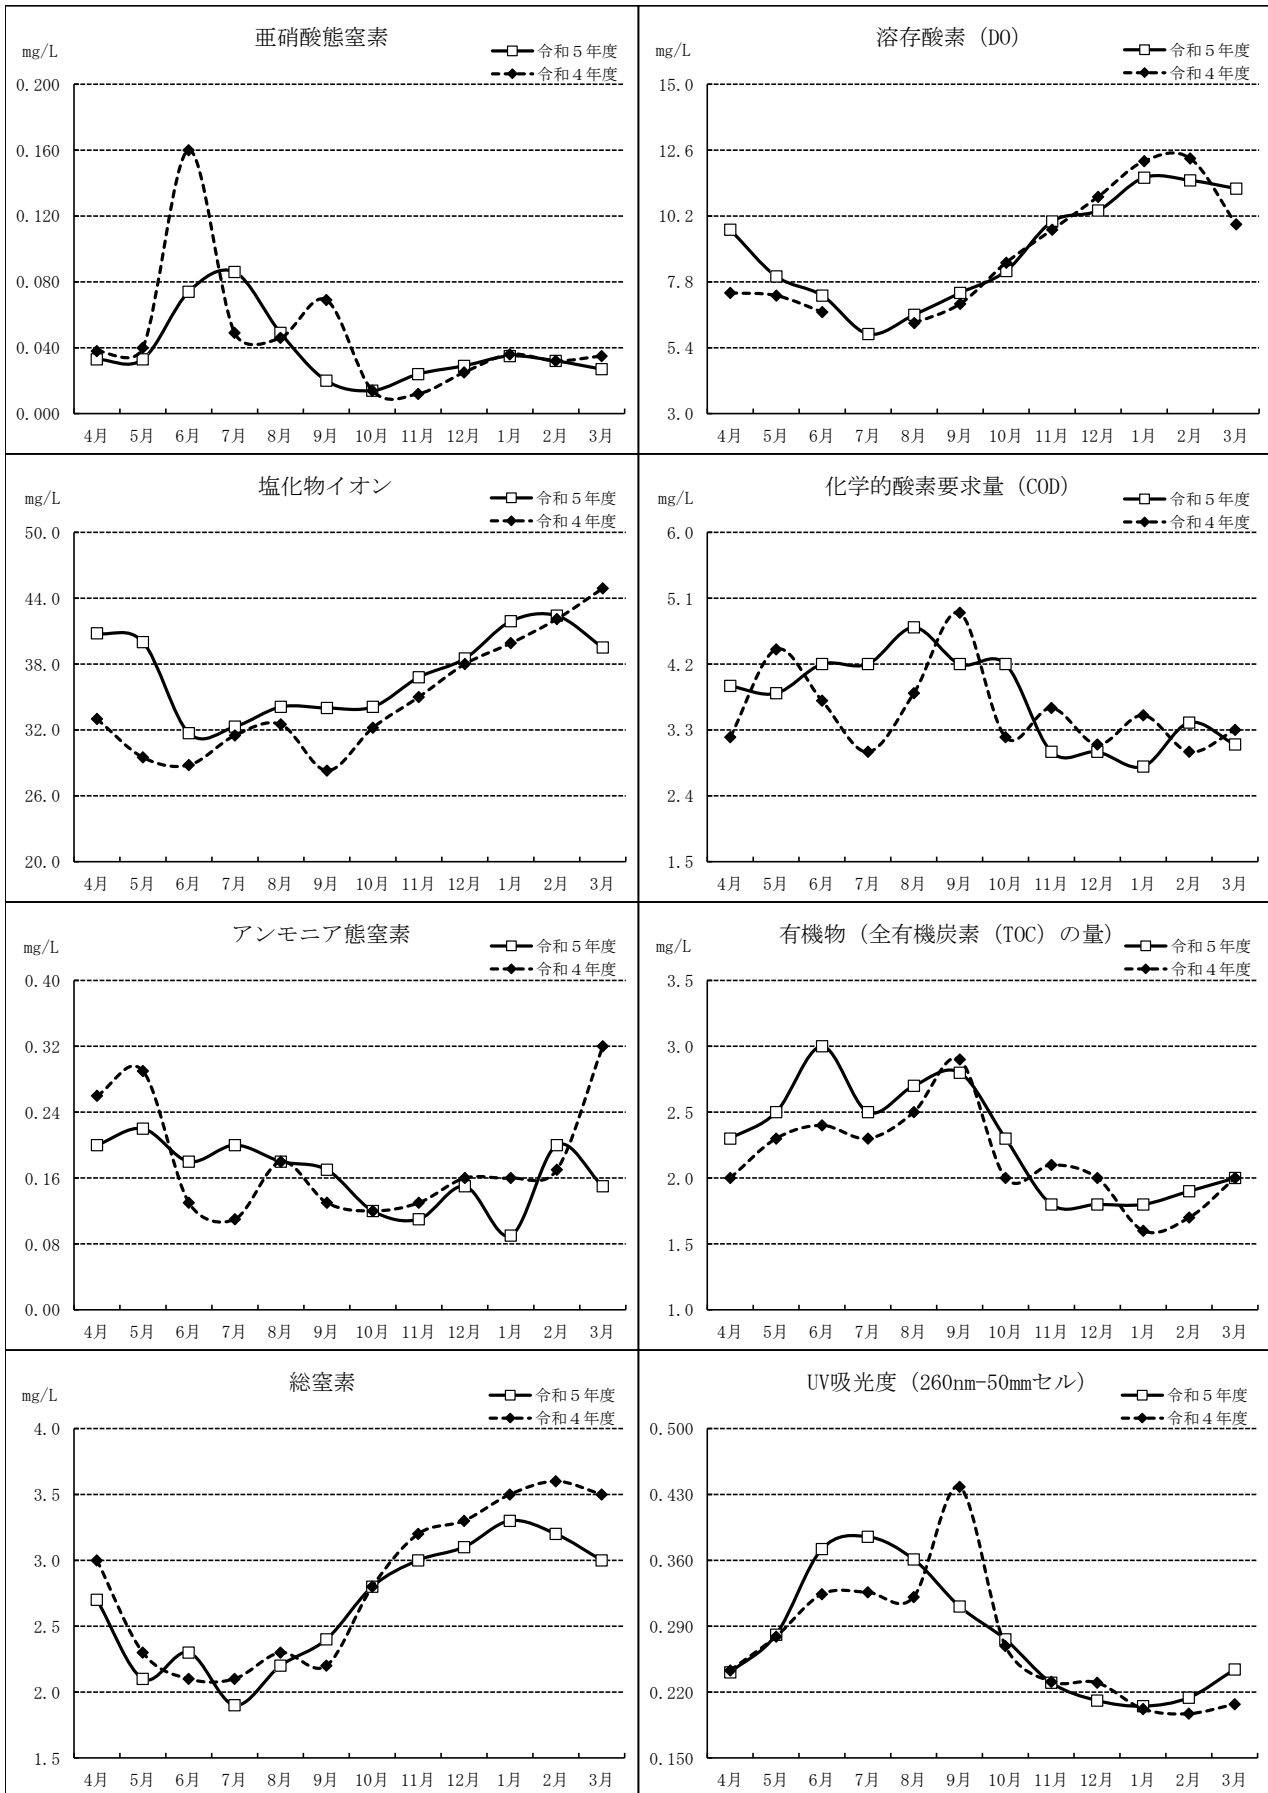 亜硝酸態窒素
mg/L
令和５年度
令和４年度
0.200
0.160
0.120
0.080
0.040
0.000
4月 5月 6月 7月 8月 9月 10月 11月 12月 1月 2月 3月
溶存酸素（DO）
mg/L
令和５年度
令和４年度
15.0
12.6
10.2
7.8
5.4
3.0
4月 5月 6月 7月 8月 9月 10月 11月 12月 1月 2月 3月
塩化物イオン
mg/L
令和５年度
令和４年度
50.0
44.0
38.0
32.0
26.0
20.0
4月 5月 6月 7月 8月 9月 10月 11月 12月 1月 2月 3月
化学的酸素要求量（COD）
mg/L
令和５年度
令和４年度
6.0
5.1
4.2
3.3
2.4
1.5
4月 5月 6月 7月 8月 9月 10月 11月 12月 1月 2月 3月
アンモニア態窒素
mg/L
令和５年度
令和４年度
0.40
0.32
0.24
0.16
0.08
0.00
4月 5月 6月 7月 8月 9月 10月 11月 12月 1月 2月 3月
有機物（全有機炭素（TOC）の量）
mg/L
令和５年度
令和４年度
3.5
3.0
2.5
2.0
1.5
1.0
4月 5月 6月 7月 8月 9月 10月 11月 12月 1月 2月 3月
総窒素
mg/L
令和５年度
令和４年度
4.0
3.5
3.0
2.5
2.0
1.5
4月 5月 6月 7月 8月 9月 10月 11月 12月 1月 2月 3月
UV吸光度（260nm-50mmセル）
令和５年度
令和４年度
0.500
0.430
0.360
0.290
0.220
0.150
4月 5月 6月 7月 8月 9月 10月 11月 12月 1月 2月 3月